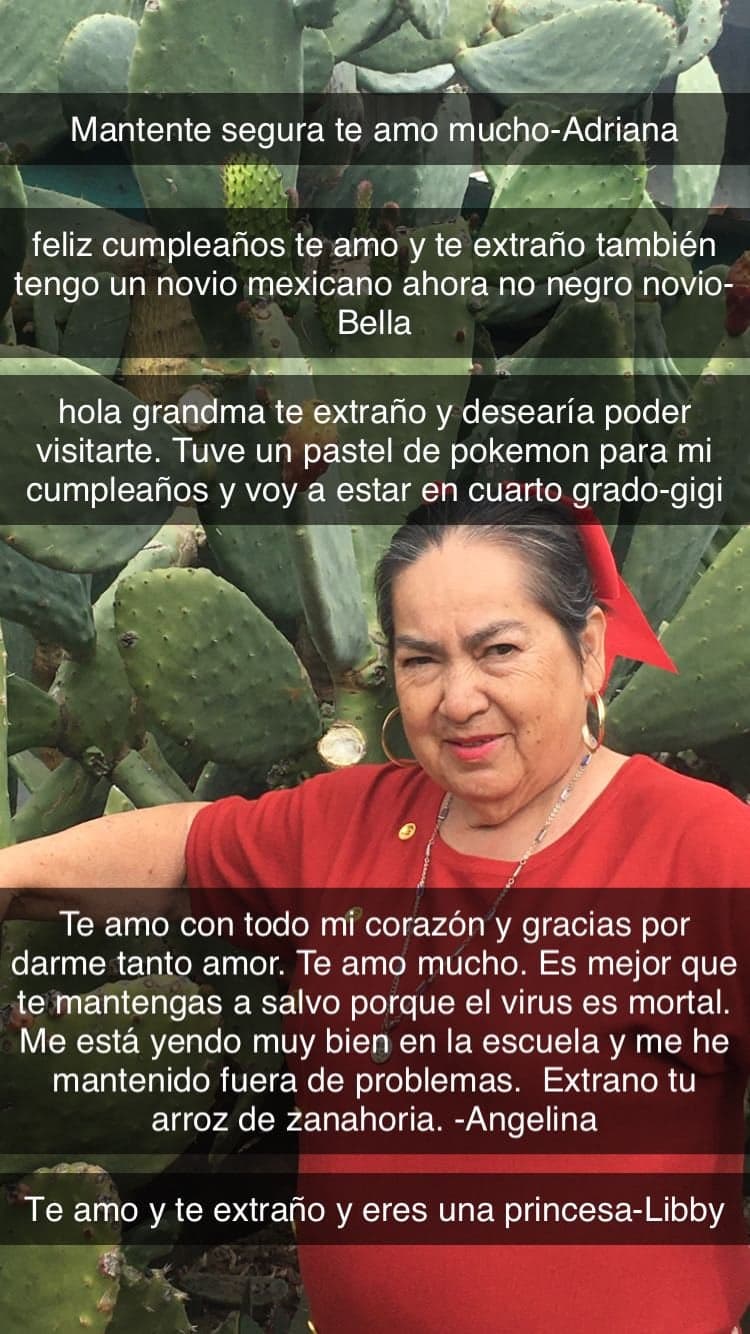 Mantente segura te amo mucho-Adriana
feliz cumpleaños te amo y te extraño también
tengo un novio mexicano ahora no negro novio-
Bella
hola grandma te extraño y desearía poder
visitarte. Tuve un pastel de pokemon para mi
cumpleaños y voy a estar en cuarto grado-gigi
Te amo con todo mi corazón y gracias por
darme tanto amor. Te amo mucho. Es mejor que
te mantengas a salvo porque el virus es mortal.
Me está yendo muy bien en la escuela y me he
mantenido fuera de problemas.  Extrano tu
arroz de zanahoria. -Angelina
Te amo y te extraño y eres una princesa-Libby